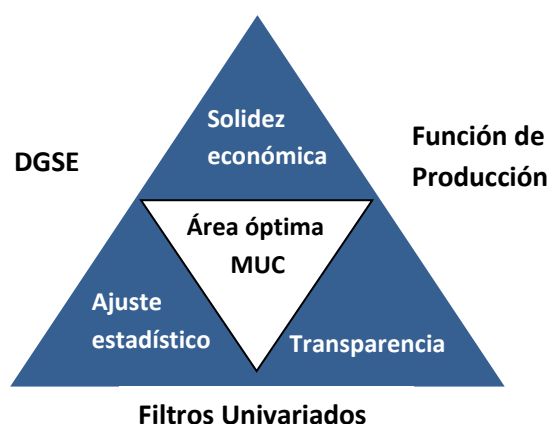 Solidez
económica
DGSE
Función de
Producción
Área óptima
MUC
Ajuste
estadístico
Transparencia
Filtros Univariados